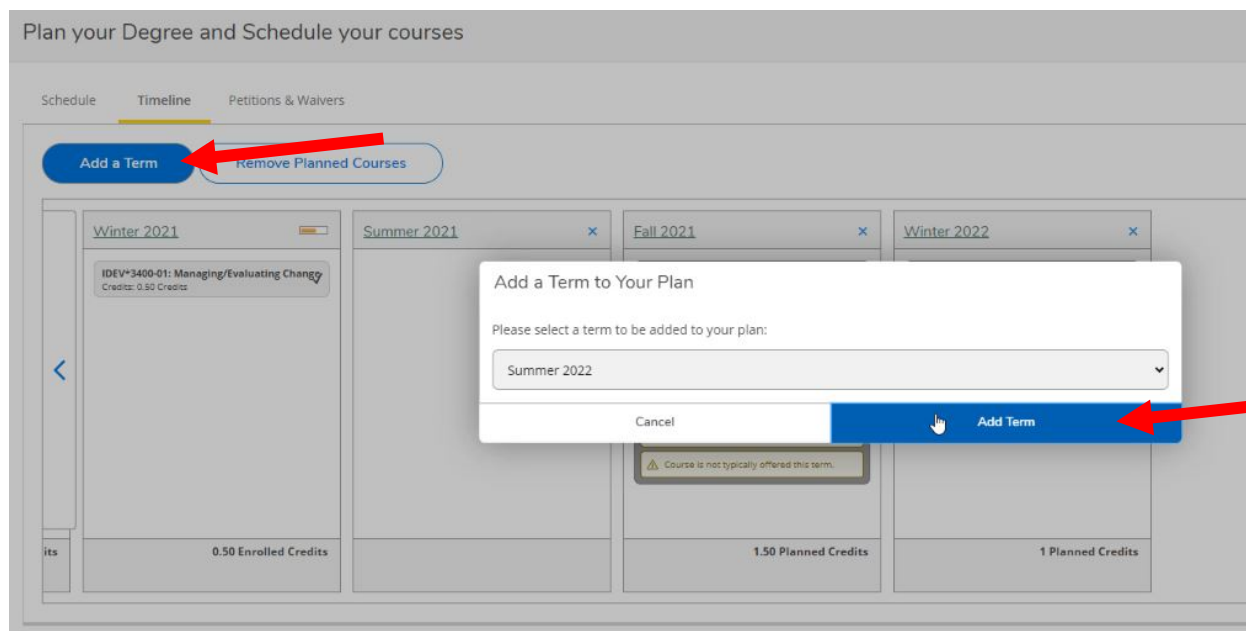 Plan your Degree and Schedule your courses
Schedule Timeline Petitions & Waivers
Add a Term Remove Planned Courses
Winter 2021 Summer 2021 Fall 2021 Winter 2022
IDEV*3400-01: Managing/Evaluating Change
Credits: 0.50 Credits
Add a Term to Your Plan
Please select a term to be added to your plan:
Summer 2022
Cancel Add Term
Course is not typically offered this term.
its 0.50 Enrolled Credits 1.50 Planned Credits 1 Planned Credits